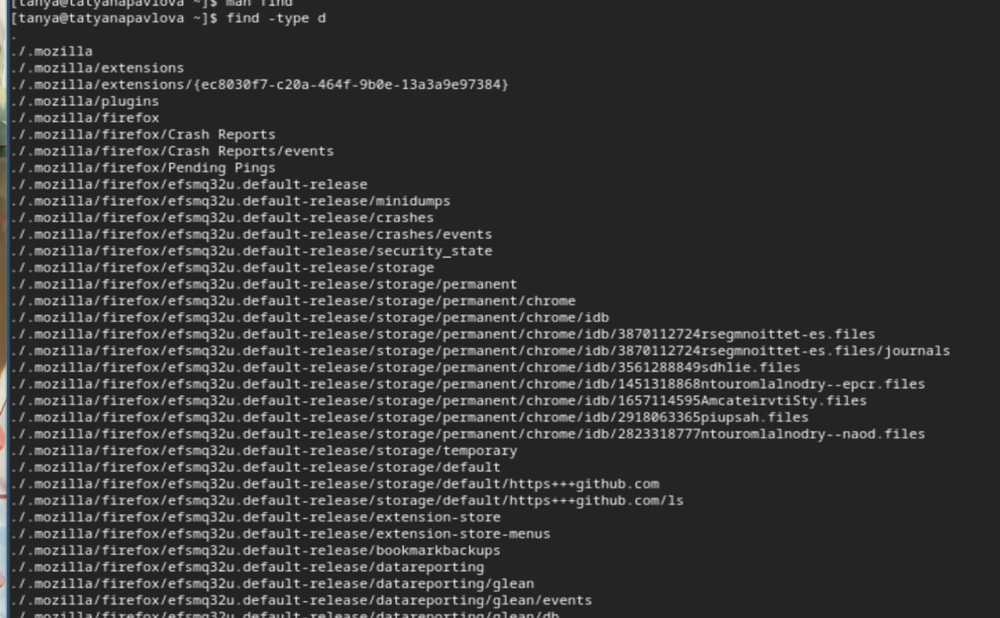 [tanya@tatyanapavlova ~]$ man find
[tanya@tatyanapavlova ~]$ find -type d
.
./.mozilla
./.mozilla/extensions
./.mozilla/extensions/{ec8030f7-c20a-464f-9b0e-13a3a9e97384}
./.mozilla/plugins
./.mozilla/firefox
./.mozilla/firefox/Crash Reports
./.mozilla/firefox/Crash Reports/events
./.mozilla/firefox/Pending Pings
./.mozilla/firefox/efsmq32u.default-release
./.mozilla/firefox/efsmq32u.default-release/minidumps
./.mozilla/firefox/efsmq32u.default-release/crashes
./.mozilla/firefox/efsmq32u.default-release/crashes/events
./.mozilla/firefox/efsmq32u.default-release/security_state
./.mozilla/firefox/efsmq32u.default-release/storage
./.mozilla/firefox/efsmq32u.default-release/storage/permanent
./.mozilla/firefox/efsmq32u.default-release/storage/permanent/chrome
./.mozilla/firefox/efsmq32u.default-release/storage/permanent/chrome/idb
./.mozilla/firefox/efsmq32u.default-release/storage/permanent/chrome/idb/3870112724rsegmnoittet-es.files
./.mozilla/firefox/efsmq32u.default-release/storage/permanent/chrome/idb/3870112724rsegmnoittet-es.files/journals
./.mozilla/firefox/efsmq32u.default-release/storage/permanent/chrome/idb/3561288849sdhlie.files
./.mozilla/firefox/efsmq32u.default-release/storage/permanent/chrome/idb/1451318868ntouromlalnodry--epcr.files
./.mozilla/firefox/efsmq32u.default-release/storage/permanent/chrome/idb/1657114595AmcateirvtiSty.files
./.mozilla/firefox/efsmq32u.default-release/storage/permanent/chrome/idb/2918063365piupsah.files
./.mozilla/firefox/efsmq32u.default-release/storage/permanent/chrome/idb/2823318777ntouromlalnodry--naod.files
./.mozilla/firefox/efsmq32u.default-release/storage/temporary
./.mozilla/firefox/efsmq32u.default-release/storage/default
./.mozilla/firefox/efsmq32u.default-release/storage/default/https+++github.com
./.mozilla/firefox/efsmq32u.default-release/storage/default/https+++github.com/ls
./.mozilla/firefox/efsmq32u.default-release/extension-store
./.mozilla/firefox/efsmq32u.default-release/extension-store-menus
./.mozilla/firefox/efsmq32u.default-release/bookmarkbackups
./.mozilla/firefox/efsmq32u.default-release/datareporting
./.mozilla/firefox/efsmq32u.default-release/datareporting/glean
./.mozilla/firefox/efsmq32u.default-release/datareporting/glean/events
./.mozilla/firefox/efsmq32u.default-release/datareporting/glean/db